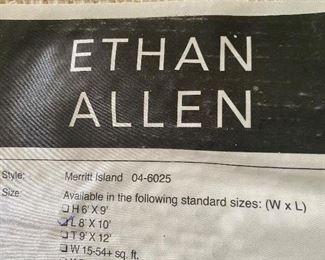 ETHAN
ALLEN
Style: Merritt Island 04-6025
Size: Available in the following standard sizes: (W x L)
❑ H 6' X 9'
❑ L 8' X 10'
❑ T 9' X 12'
❑ W 15-54+ sq. ft.